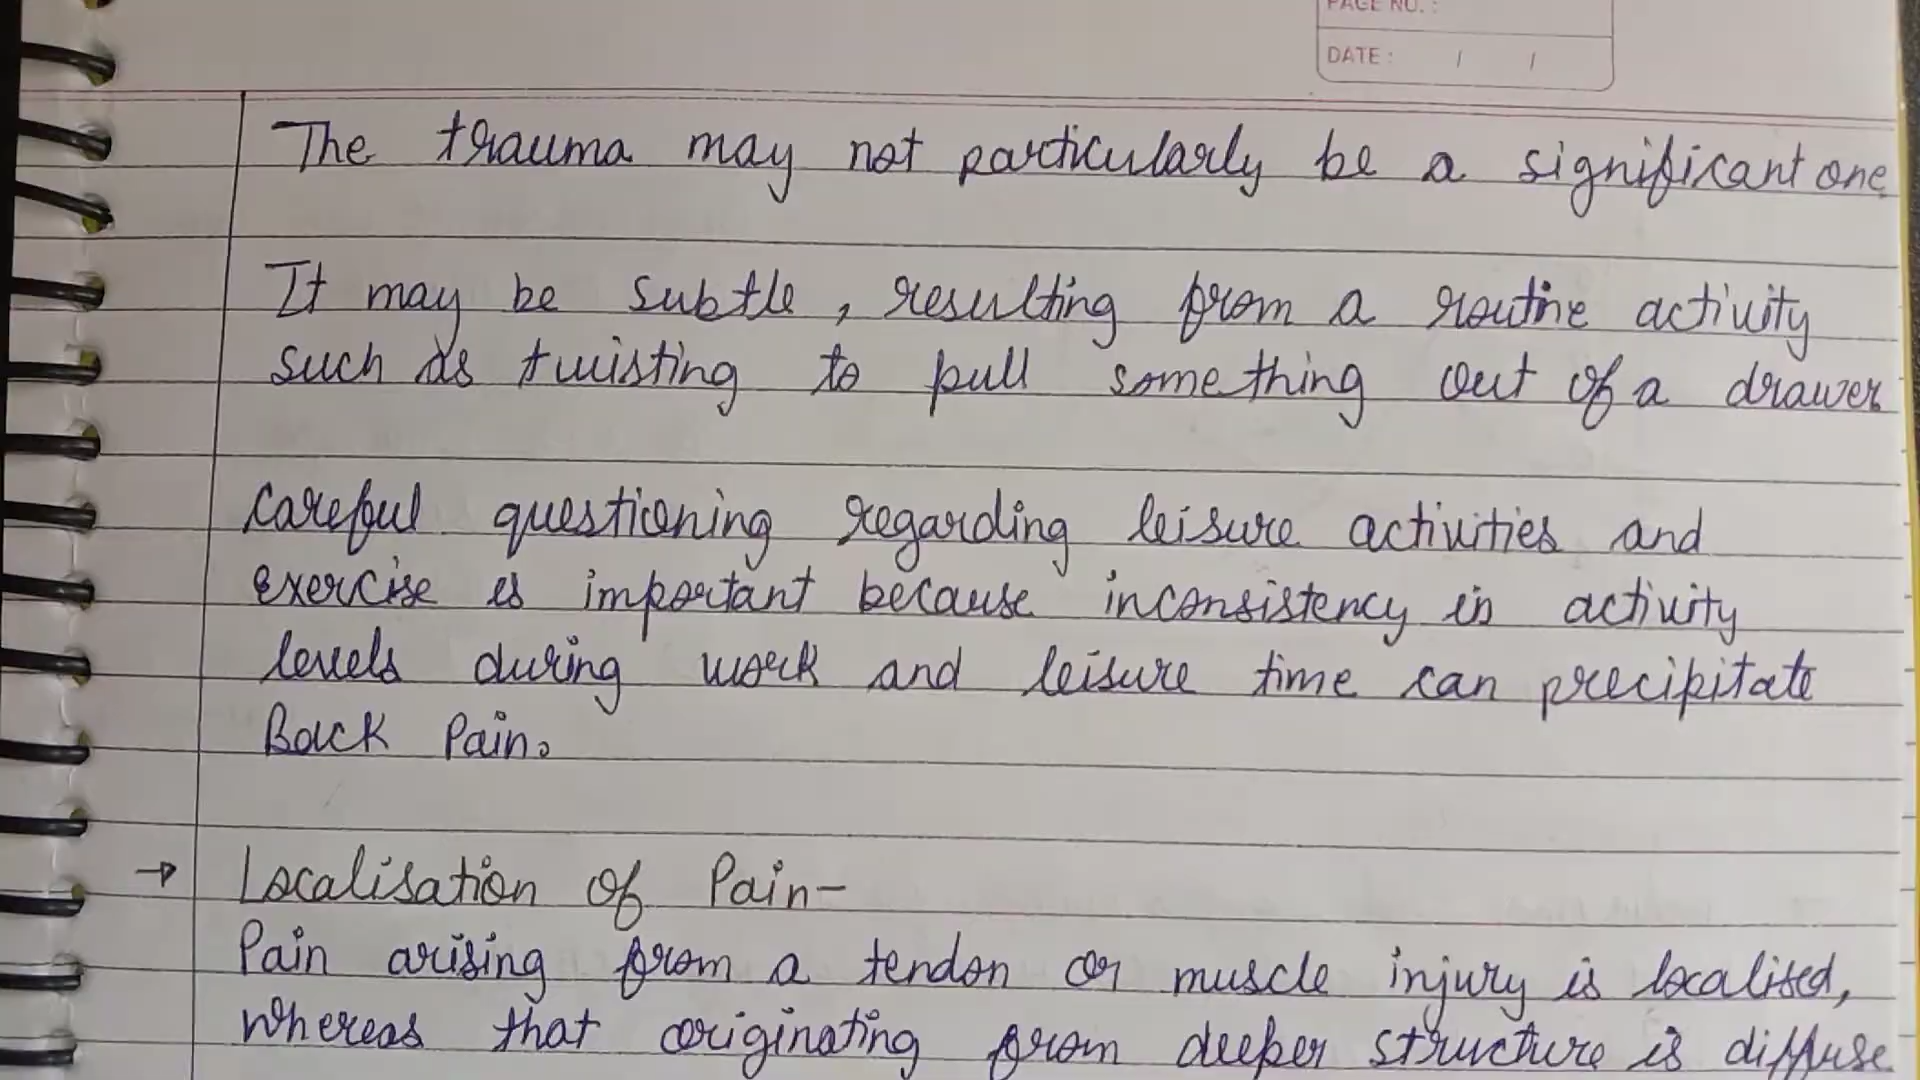 PAGE NO. :
DATE : / /
The trauma may not particularly be a significant one
It may be subtle, resulting from a routine activity
such as twisting to pull something out of a drawer
Careful questioning regarding leisure activities and
exercise is important because inconsistency in activity
levels during work and leisure time can precipitate
Back Pain.
→ Localisation of Pain-
Pain arising from a tendon or muscle injury is localised,
whereas that originating from deeper structure is diffuse